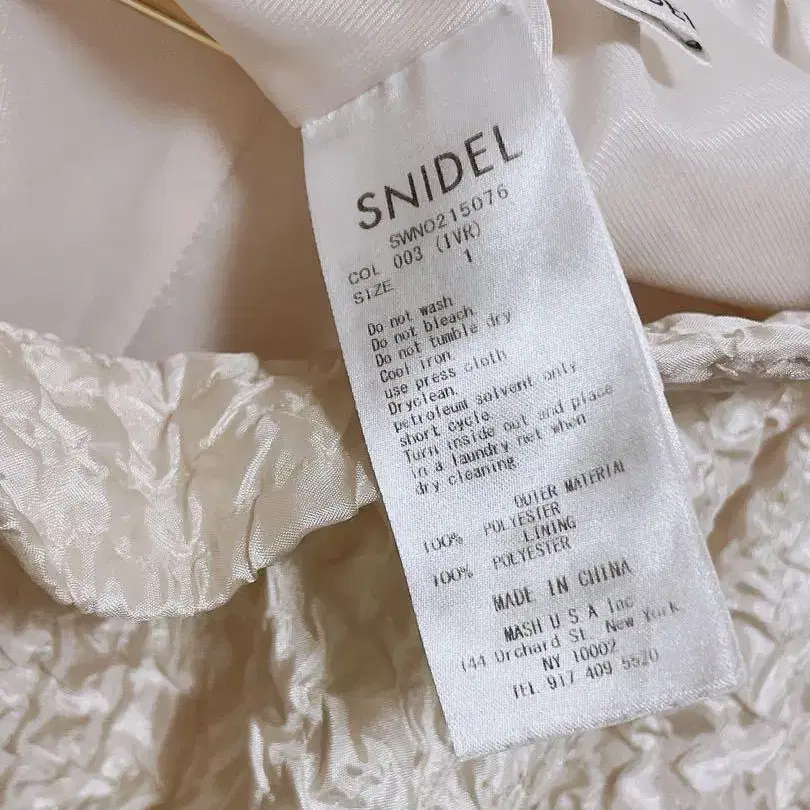 SNIDEL
SWNO215076
COL 003 (IVR)
SIZE 1
Do not wash
Do not bleach.
Do not tumble dry
Cool iron.
use press cloth
Dryclean.
petroleum solvent only
short cycle.
Turn inside out and place
in a laundry net when
dry cleaning.
OUTER MATERIAL
100% POLYESTER
LINING
100% POLYESTER
MADE IN CHINA
MASH U S A Inc
144 Orchard St. New York
NY 10002
TEL 917 409 5520